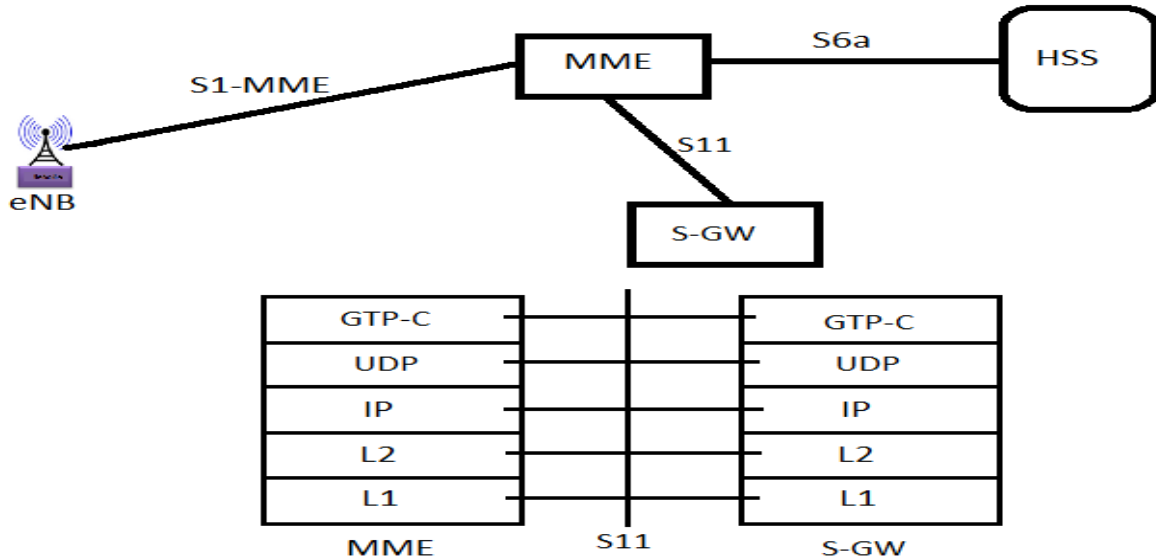 S6a
MME
HSS
S1-MME
S11
eNB
S-GW
GTP-C
GTP-C
UDP
UDP
IP
IP
L2
L2
L1
L1
MME
S11
S-GW